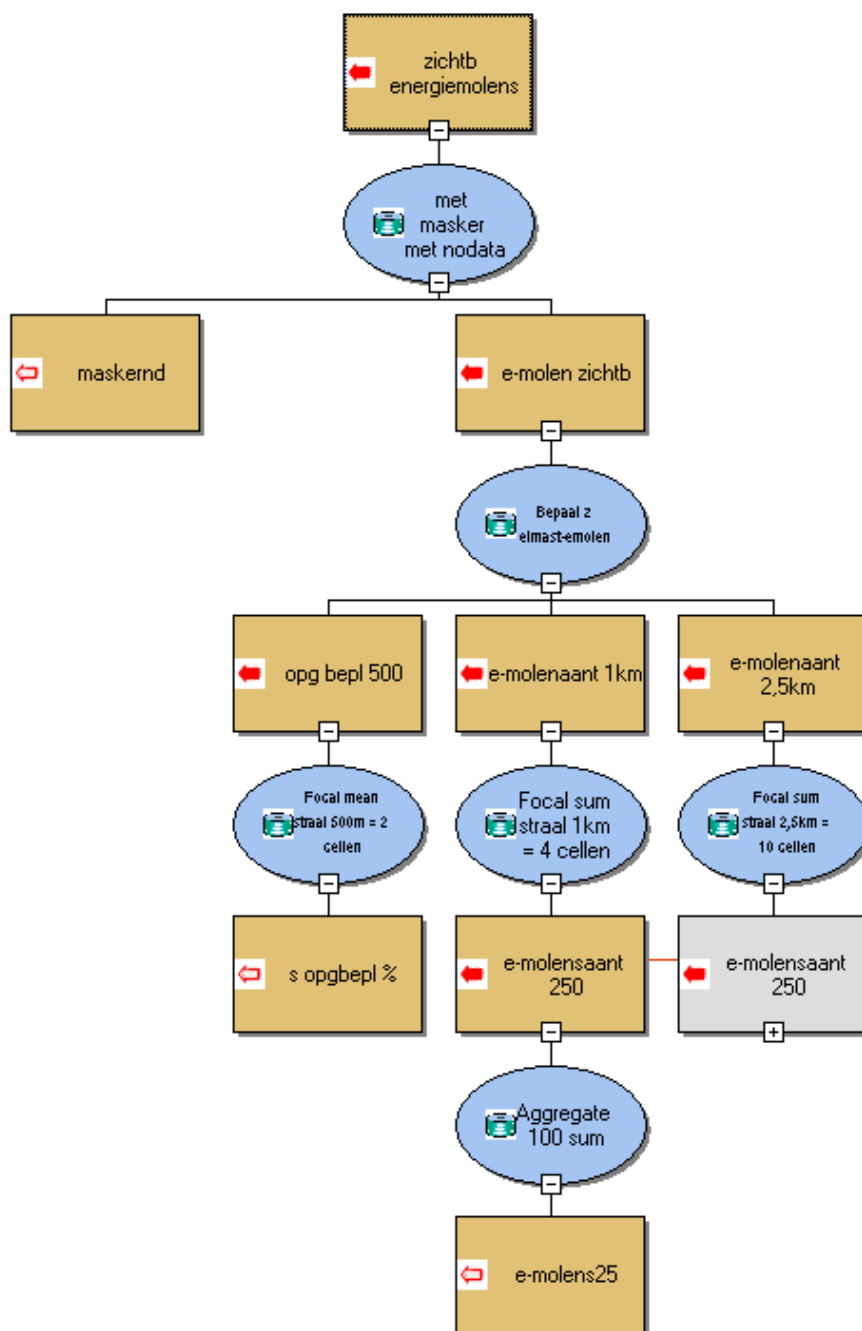 zichtb
energiemolens
met
masker
met nodata
maskernd
e-molen zichtb
Bepaal z
elmast-emolen
opg bepl 500
e-molenaant 1km
e-molenaant
2,5km
Focal mean
straal 500m = 2
cellen
Focal sum
straal 1km
= 4 cellen
Focal sum
straal 2,5km =
10 cellen
s opgbepl %
e-molensaant
250
e-molensaant
250
Aggregate
100 sum
e-molens25